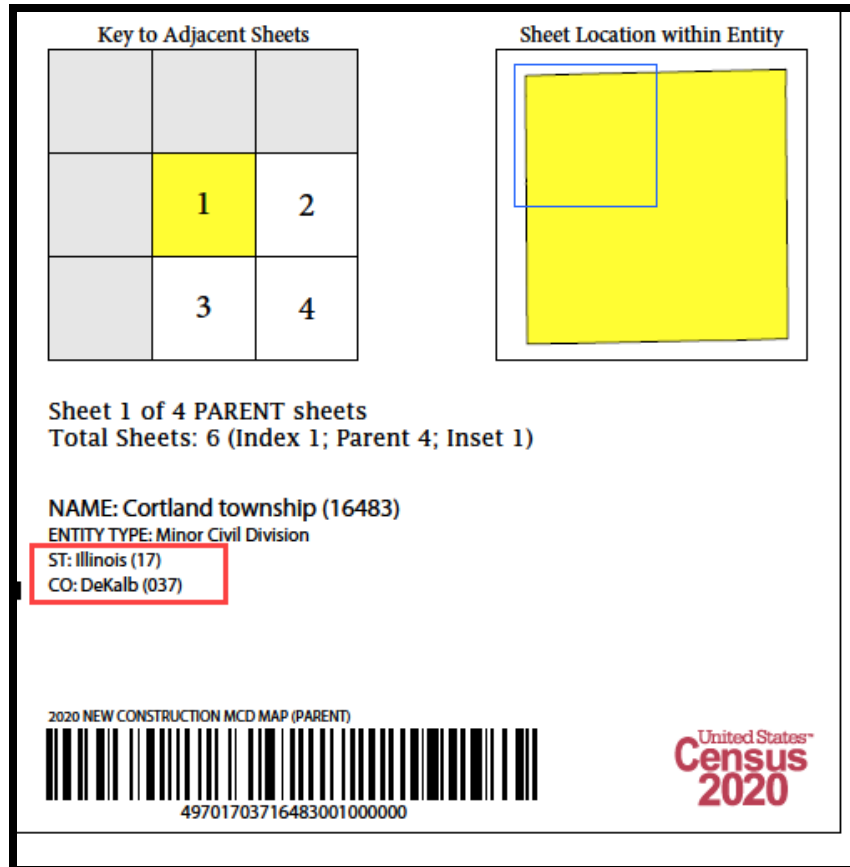 Key to Adjacent Sheets
Sheet Location within Entity
1 2
3 4
Sheet 1 of 4 PARENT sheets
Total Sheets: 6 (Index 1; Parent 4; Inset 1)
NAME: Cortland township (16483)
ENTITY TYPE: Minor Civil Division
ST: Illinois (17)
CO: DeKalb (037)
2020 NEW CONSTRUCTION MCD MAP (PARENT)
49701703716483001000000
United States™
Census
2020